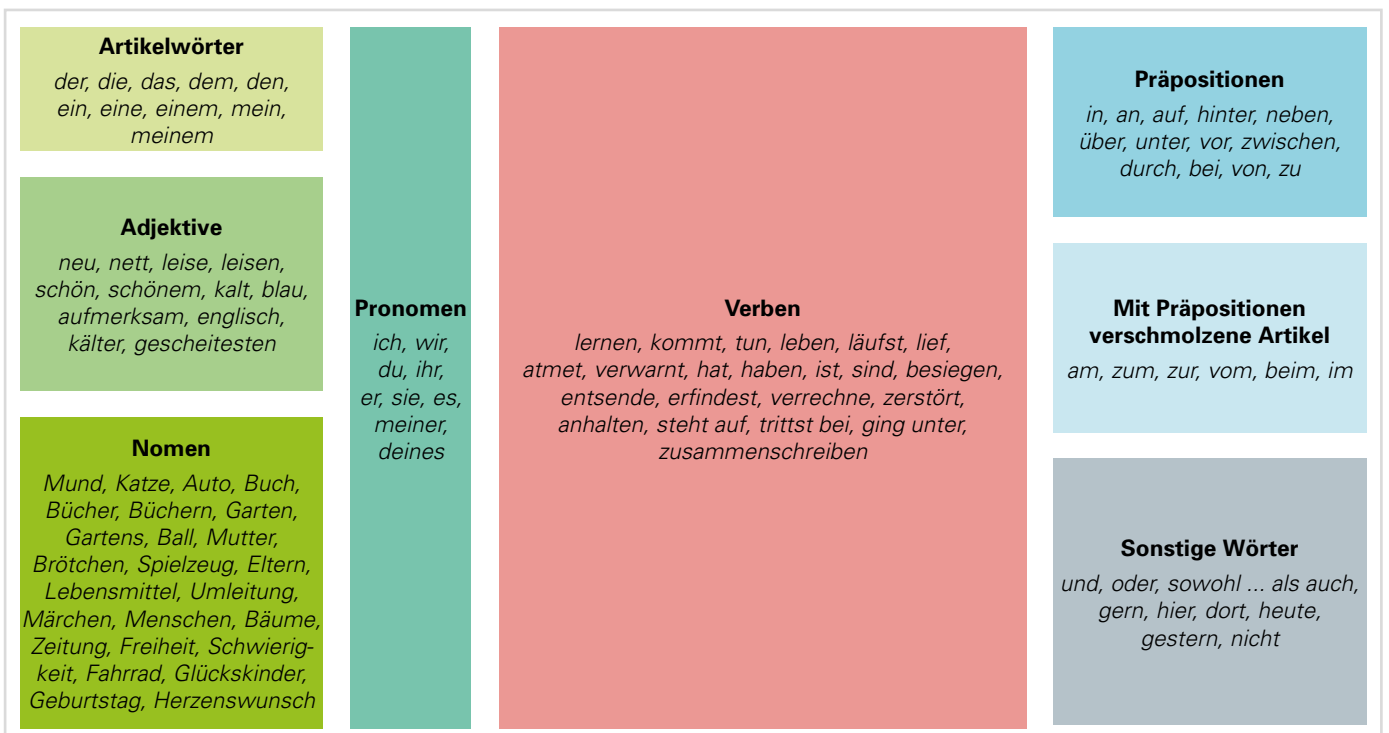 Artikelwörter
der, die, das, dem, den,
ein, eine, einem, mein,
meinem
Adjektive
neu, nett, leise, leisen,
schön, schönem, kalt, blau,
aufmerksam, englisch,
kälter, gescheitesten
Nomen
Mund, Katze, Auto, Buch,
Bücher, Büchern, Garten,
Gartens, Ball, Mutter,
Brötchen, Spielzeug, Eltern,
Lebensmittel, Umleitung,
Märchen, Menschen, Bäume,
Zeitung, Freiheit, Schwierig-
keit, Fahrrad, Glückskinder,
Geburtstag, Herzenswunsch
Pronomen
ich, wir,
du, ihr,
er, sie, es,
meiner,
deines
Verben
lernen, kommt, tun, leben, läufst, lief,
atmet, verwarnt, hat, haben, ist, sind, besiegen,
entsende, erfindest, verrechne, zerstört,
anhalten, steht auf, trittst bei, ging unter,
zusammenschreiben
Präpositionen
in, an, auf, hinter, neben,
über, unter, vor, zwischen,
durch, bei, von, zu
Mit Präpositionen
verschmolzene Artikel
am, zum, zur, vom, beim, im
Sonstige Wörter
und, oder, sowohl ... als auch,
gern, hier, dort, heute,
gestern, nicht